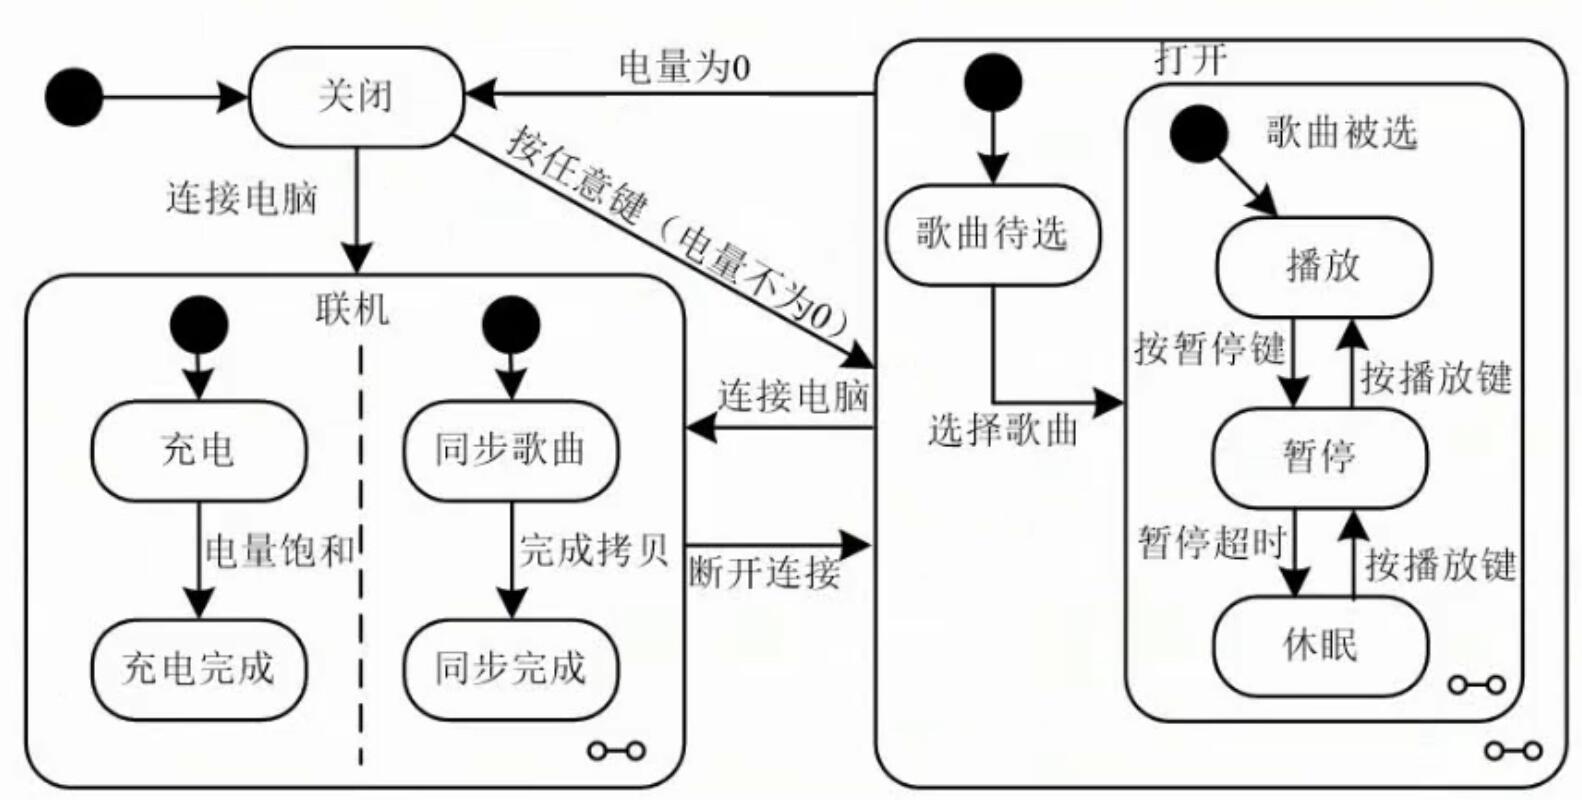 关闭
电量为0
打开
歌曲被选
按任意键（电量不为0）
连接电脑
歌曲待选
播放
联机
按暂停键
按播放键
连接电脑
选择歌曲
充电
同步歌曲
暂停
电量饱和
完成拷贝
断开连接
暂停超时
按播放键
充电完成
同步完成
休眠